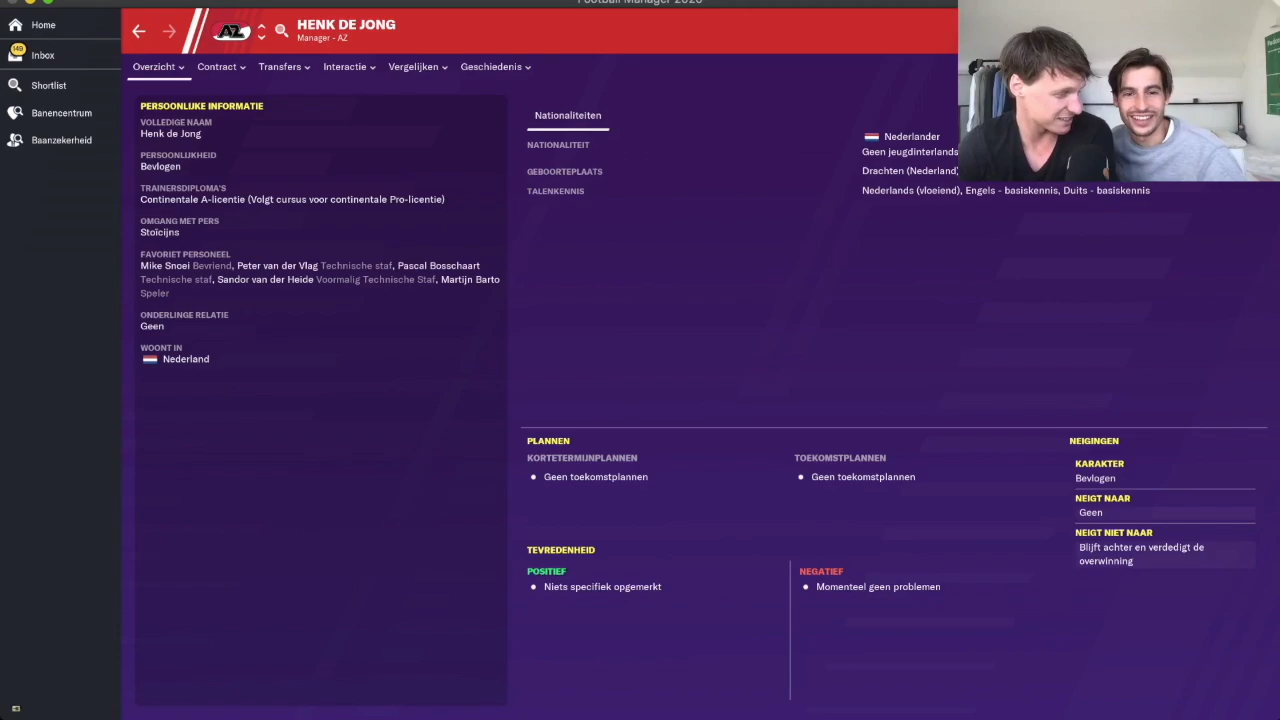 Football Manager 2020
HENK DE JONG
Manager - AZ
AZ
Home
149
Inbox
Shortlist
Banencentrum
Baanzekerheid
Overzicht
Contract
Transfers
Interactie
Vergelijken
Geschiedenis
PERSOONLIJKE INFORMATIE
VOLLEDIGE NAAM
Henk de Jong
PERSOONLIJKHEID
Bevlogen
TRAINERSDIPLOMA'S
Continentale A-licentie (Volgt cursus voor continentale Pro-licentie)
OMGANG MET PERS
Stoïcijns
FAVORIET PERSONEEL
Mike Snoei Bevriend, Peter van der Vlag Technische staf, Pascal Bosschaart
Technische staf, Sandor van der Heide Voormalig Technische Staf, Martijn Barto
Speler
ONDERLINGE RELATIE
Geen
WOONT IN
Nederland
Nationaliteiten
NATIONALITEIT
Nederlander
Geen jeugdinterlands
GEBOORTEPLAATS
Drachten (Nederland)
TALENKENNIS
Nederlands (vloeiend), Engels - basiskennis, Duits - basiskennis
PLANNEN
KORTETERMIJNPLANNEN
Geen toekomstplannen
TOEKOMSTPLANNEN
Geen toekomstplannen
NEIGINGEN
KARAKTER
Bevlogen
NEIGT NAAR
Geen
NEIGT NIET NAAR
Blijft achter en verdedigt de
overwinning
TEVREDENHEID
POSITIEF
Niets specifiek opgemerkt
NEGATIEF
Momenteel geen problemen